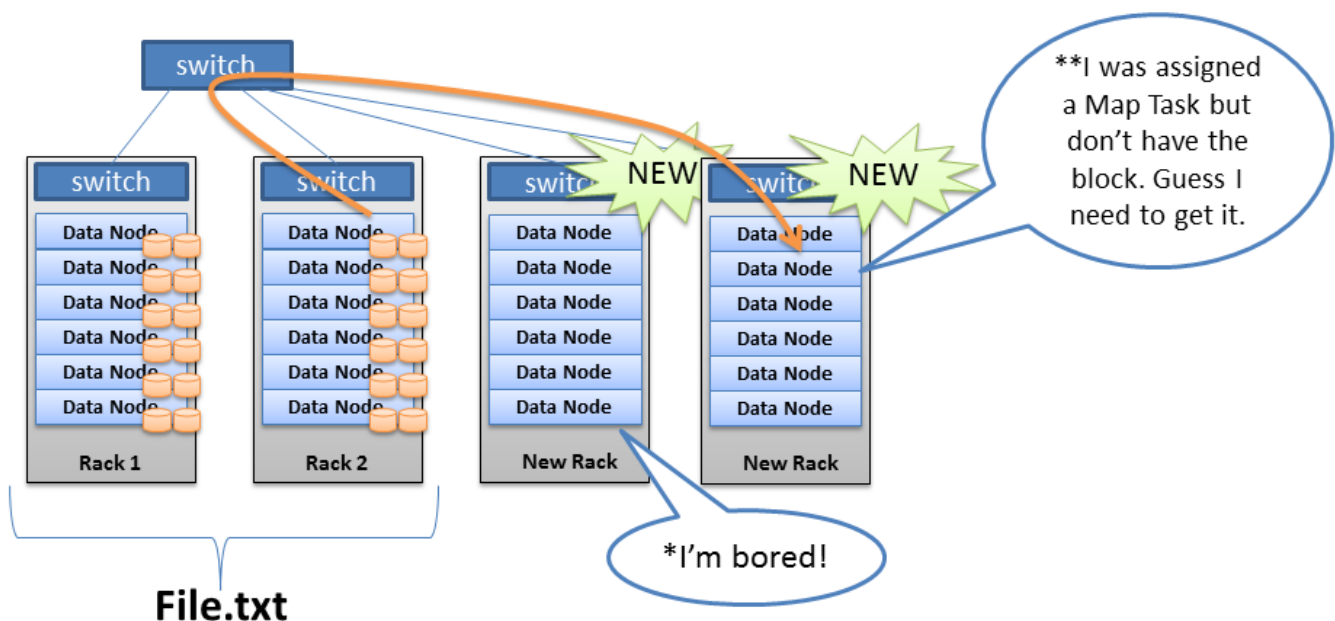 switch
**I was assigned
a Map Task but
don't have the
block. Guess I
need to get it.
switch
Data Node
Data Node
Data Node
Data Node
Data Node
Data Node
Rack 1
switch
Data Node
Data Node
Data Node
Data Node
Data Node
Data Node
Rack 2
switch
NEW
Data Node
Data Node
Data Node
Data Node
Data Node
Data Node
New Rack
switch
NEW
Data Node
Data Node
Data Node
Data Node
Data Node
Data Node
New Rack
*I'm bored!
File.txt